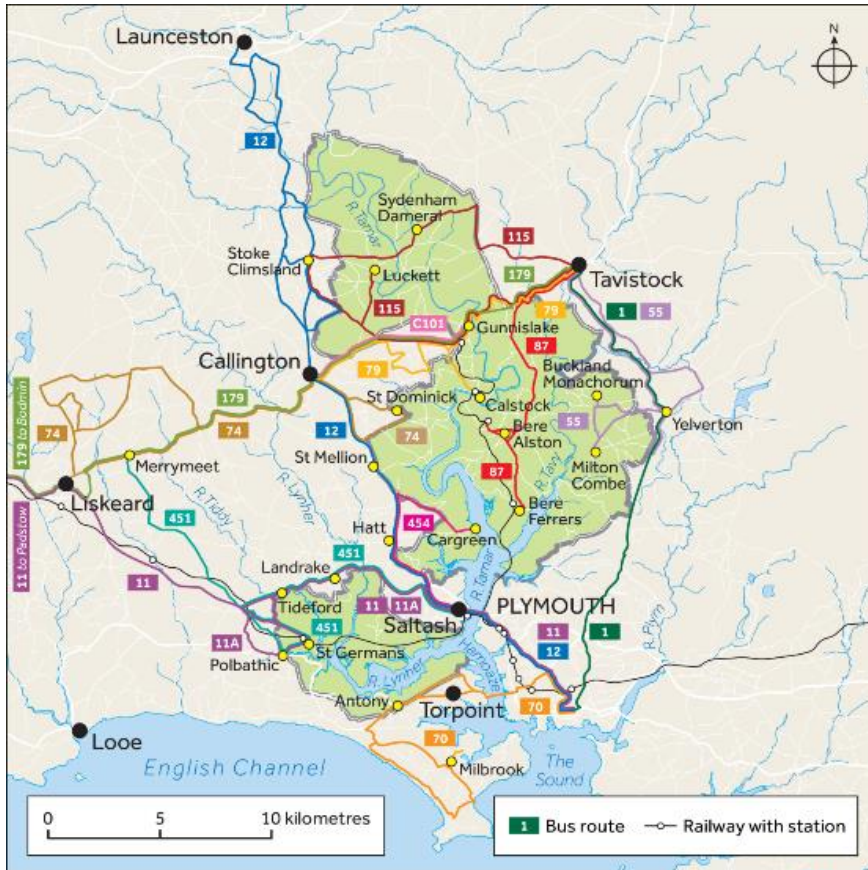 Launceston
N
12
Sydenham
Dameral
R.Tamar
115
Stoke
Climsland
Luckett
179
Tavistock
115
79
1
55
C101
Gunnislake
87
Callington
79
Buckland
Monachorum
179
St Dominick
Calstock
55
Yelverton
74
74
12
74
Bere
Alston
179 to Bodmin
Merrymeet
St Mellion
87
R.Tavy
Milton
Combe
Liskeard
R.Tiddy
R.Lynher
451
454
Bere
Ferrers
11 to Padstow
Hatt
Cargreen
11
Landrake
451
R.Tamar
Tideford
11
11A
PLYMOUTH
Saltash
11
R.Plym
11A
451
12
1
Polbathic
St Germans
R.Lynher
Hamoaze
Antony
Torpoint
70
Looe
70
English Channel
Milbrook
The
Sound
0 5 10 kilometres
1 Bus route
Railway with station